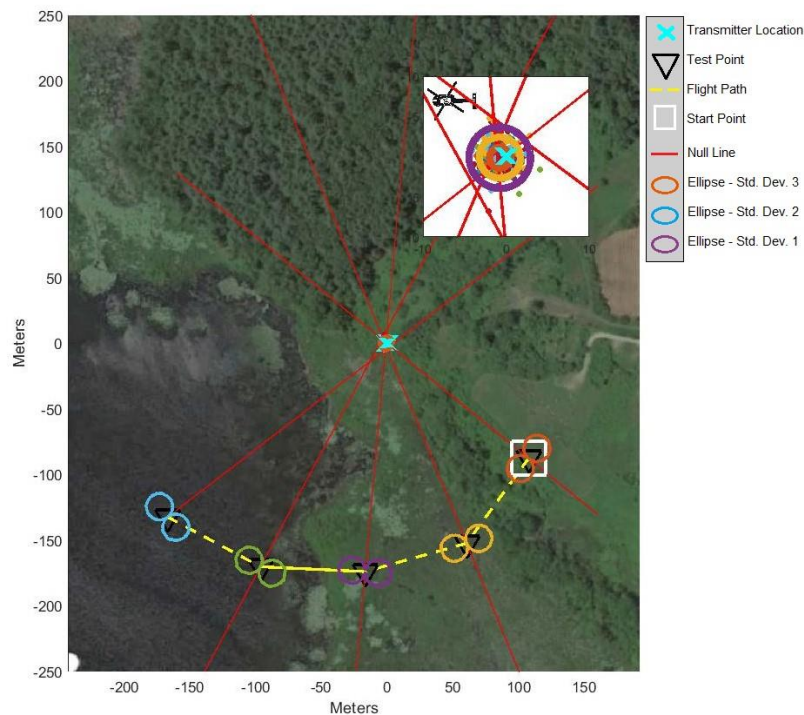 250
200
150
100
50
0
-50
-100
-150
-200
-250
Meters
-200
-150
-100
-50
0
50
100
150
Meters
10
10
-10
0
10
Transmitter Location
Test Point
Flight Path
Start Point
Null Line
Ellipse - Std. Dev. 3
Ellipse - Std. Dev. 2
Ellipse - Std. Dev. 1